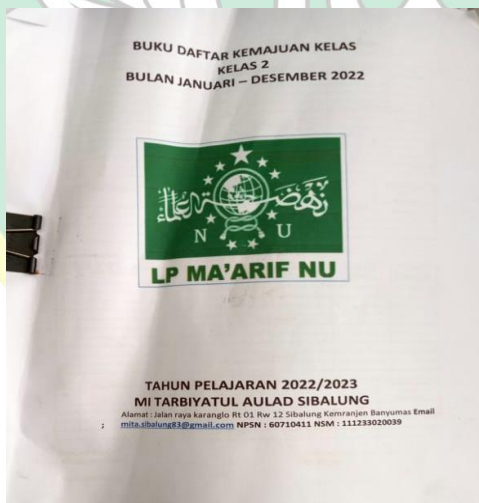 BUKU DAFTAR KEMAJUAN KELAS
KELAS 2
BULAN JANUARI – DESEMBER 2022
نهضة العلماء
N U
LP MA'ARIF NU
TAHUN PELAJARAN 2022/2023
MI TARBIYATUL AULAD SIBALUNG
Alamat : Jalan raya karanglo Rt 01 Rw 12 Sibalung Kemranjen Banyumas Email
; mita.sibalung83@gmail.com NPSN : 60710411 NSM : 111233020039